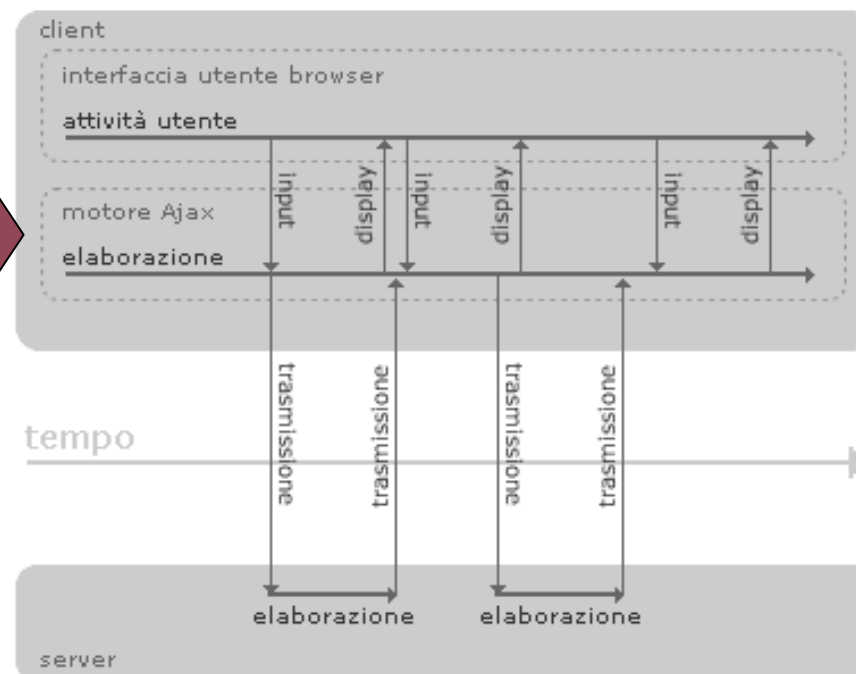 client
interfaccia utente browser
attività utente
input
display
input
display
input
display
motore Ajax
elaborazione
trasmissione
trasmissione
trasmissione
trasmissione
tempo
elaborazione
elaborazione
server